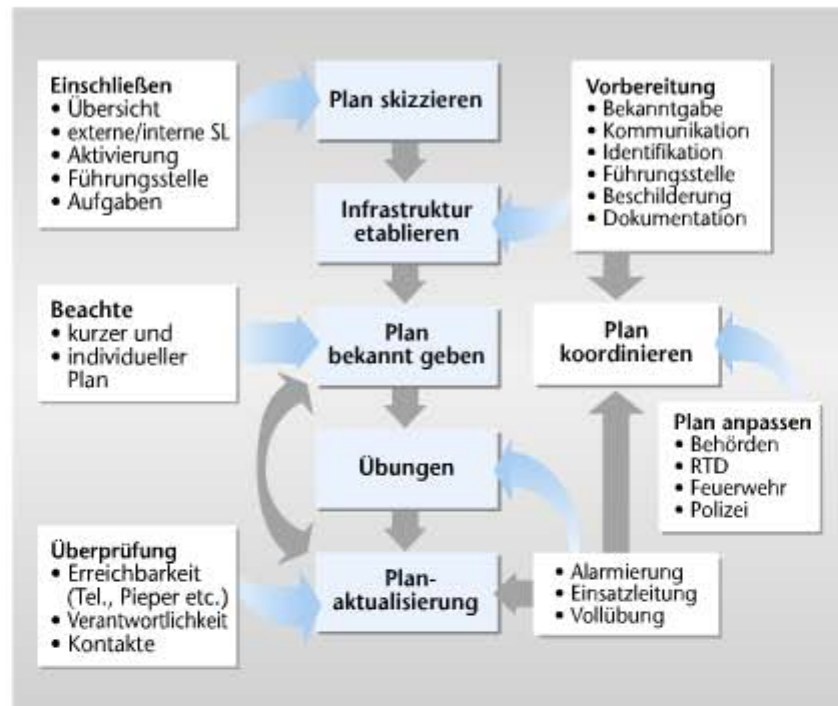 Einschließen
• Übersicht
• externe/interne SL
• Aktivierung
• Führungsstelle
• Aufgaben
Plan skizzieren
Vorbereitung
• Bekanntgabe
• Kommunikation
• Identifikation
• Führungsstelle
• Beschilderung
• Dokumentation
Infrastruktur
etablieren
Beachte
• kurzer und
• individueller
Plan
Plan
bekannt geben
Plan
koordinieren
Plan anpassen
• Behörden
• RTD
• Feuerwehr
• Polizei
Übungen
Überprüfung
• Erreichbarkeit
(Tel., Pieper etc.)
• Verantwortlichkeit
• Kontakte
Plan-
aktualisierung
• Alarmierung
• Einsatzleitung
• Vollübung